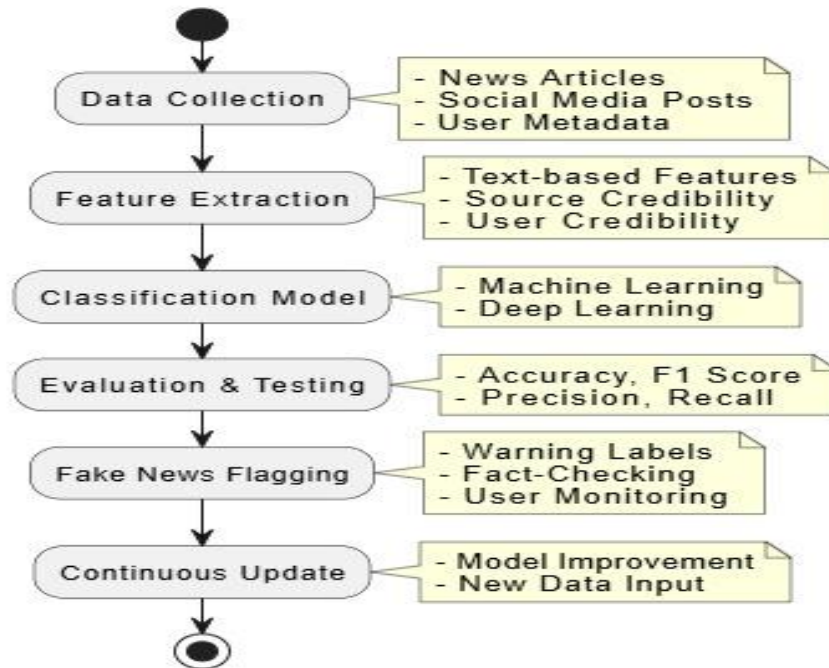 Data Collection
- News Articles
- Social Media Posts
- User Metadata
Feature Extraction
- Text-based Features
- Source Credibility
- User Credibility
Classification Model
- Machine Learning
- Deep Learning
Evaluation & Testing
- Accuracy, F1 Score
- Precision, Recall
Fake News Flagging
- Warning Labels
- Fact-Checking
- User Monitoring
Continuous Update
- Model Improvement
- New Data Input